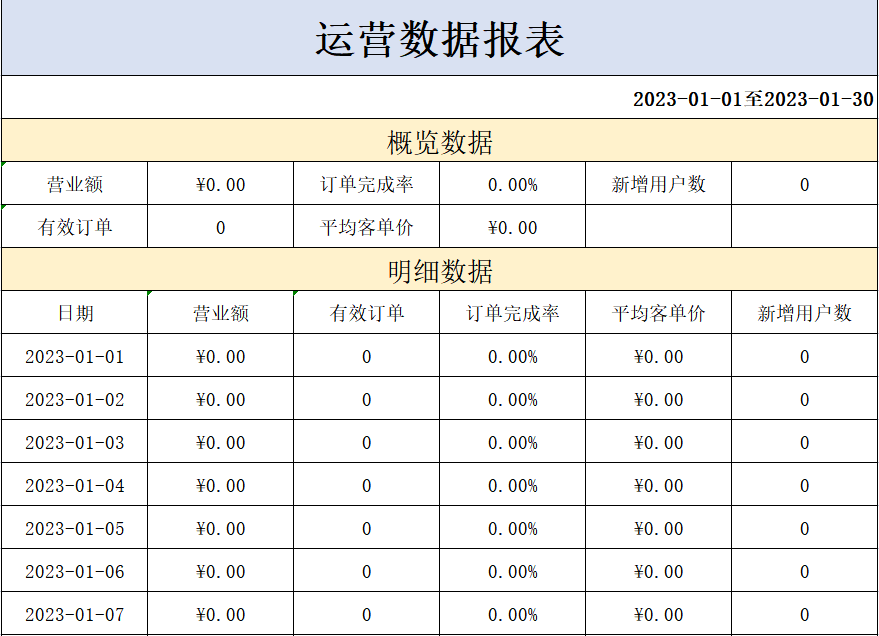 运营数据报表
2023-01-01至2023-01-30
概览数据
营业额 ¥0.00 订单完成率 0.00% 新增用户数 0
有效订单 0 平均客单价 ¥0.00
明细数据
日期 营业额 有效订单 订单完成率 平均客单价 新增用户数
2023-01-01 ¥0.00 0 0.00% ¥0.00 0
2023-01-02 ¥0.00 0 0.00% ¥0.00 0
2023-01-03 ¥0.00 0 0.00% ¥0.00 0
2023-01-04 ¥0.00 0 0.00% ¥0.00 0
2023-01-05 ¥0.00 0 0.00% ¥0.00 0
2023-01-06 ¥0.00 0 0.00% ¥0.00 0
2023-01-07 ¥0.00 0 0.00% ¥0.00 0